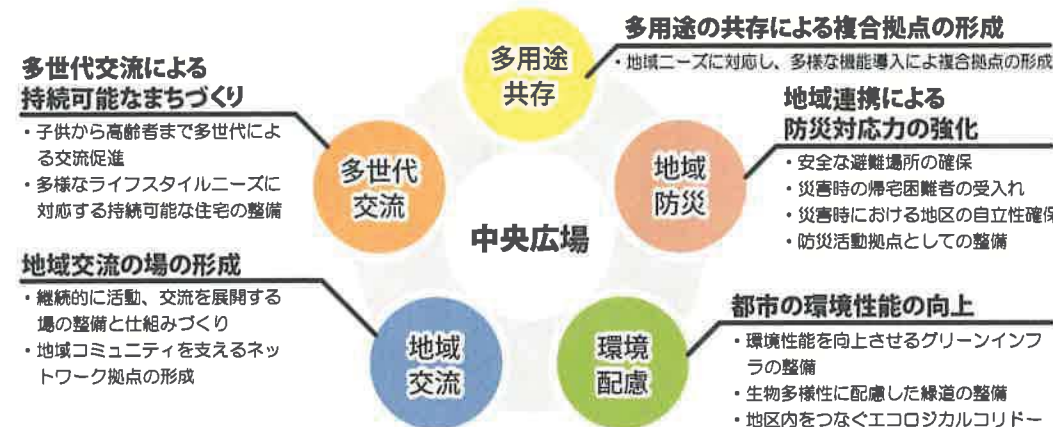 多用途の共存による複合拠点の形成
・地域ニーズに対応し、多様な機能導入によ複合拠点の形成
多用途
共存
多世代交流による
持続可能なまちづくり
・子供から高齢者まで多世代によ
る交流促進
・多様なライフスタイルニーズに
対応する持続可能な住宅の整備
多世代
交流
地域連携による
防災対応力の強化
・安全な避難場所の確保
・災害時の帰宅困難者の受入れ
・災害時における地区の自立性確保
・防災活動拠点としての整備
地域
防災
中央広場
地域交流の場の形成
・継続的に活動、交流を展開する
場の整備と仕組みづくり
・地域コミュニティを支えるネッ
トワーク拠点の形成
地域
交流
都市の環境性能の向上
・環境性能を向上させるグリーンインフ
ラの整備
・生物多様性に配慮した緑道の整備
・地区内をつなぐエコロジカルコリドー
環境
配慮